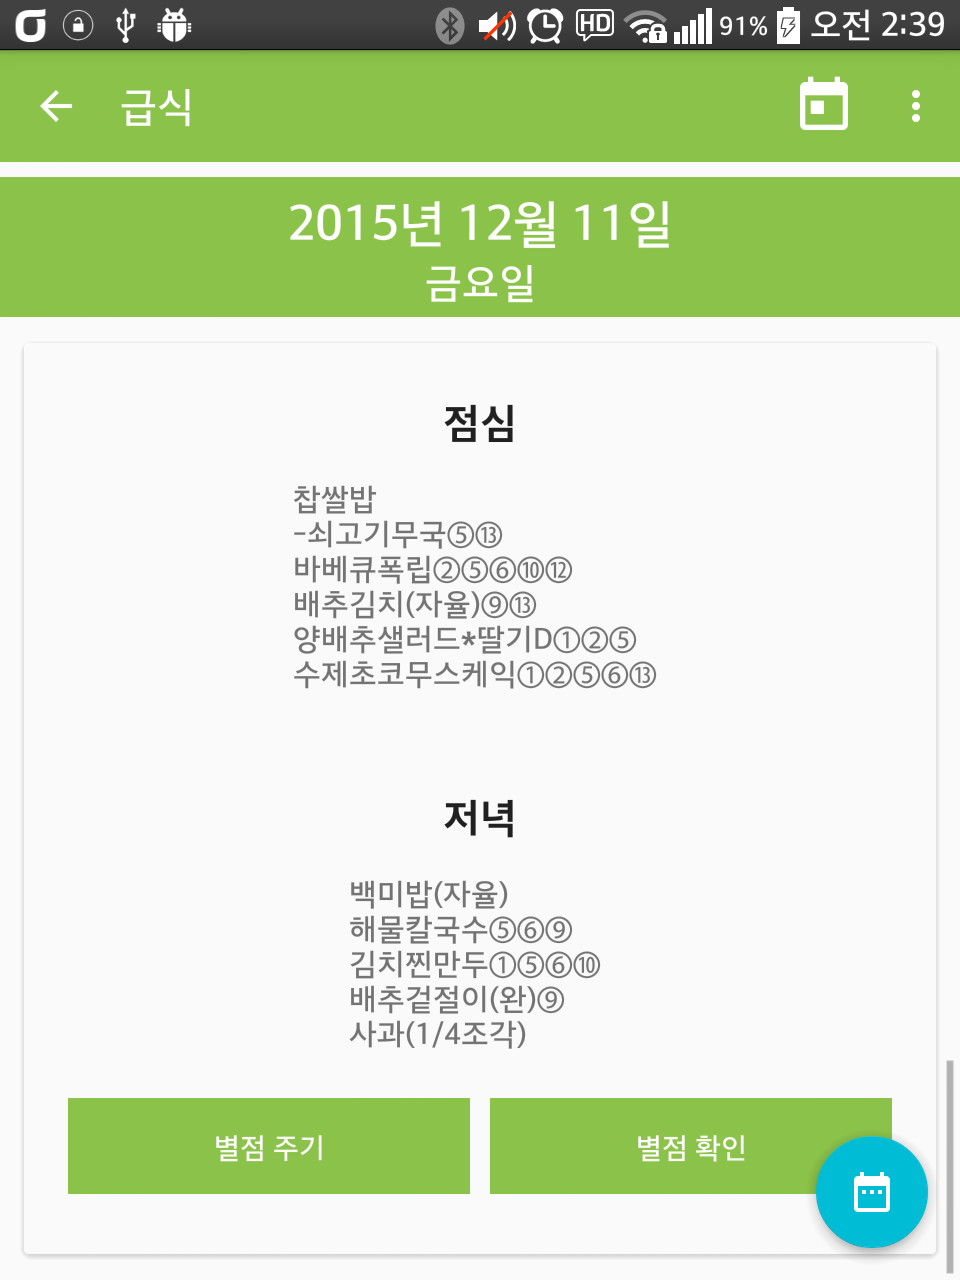 HD 91% 오전 2:39
급식
2015년 12월 11일
금요일
점심
찹쌀밥
-쇠고기무국⑤⑬
바베큐폭립②⑤⑥⑩⑫
배추김치(자율)⑨⑬
양배추샐러드*딸기D①②⑤
수제초코무스케익①②⑤⑥⑬
저녁
백미밥(자율)
해물칼국수⑤⑥⑨
김치찐만두①⑤⑥⑩
배추겉절이(완)⑨
사과(1/4조각)
별점 주기
별점 확인